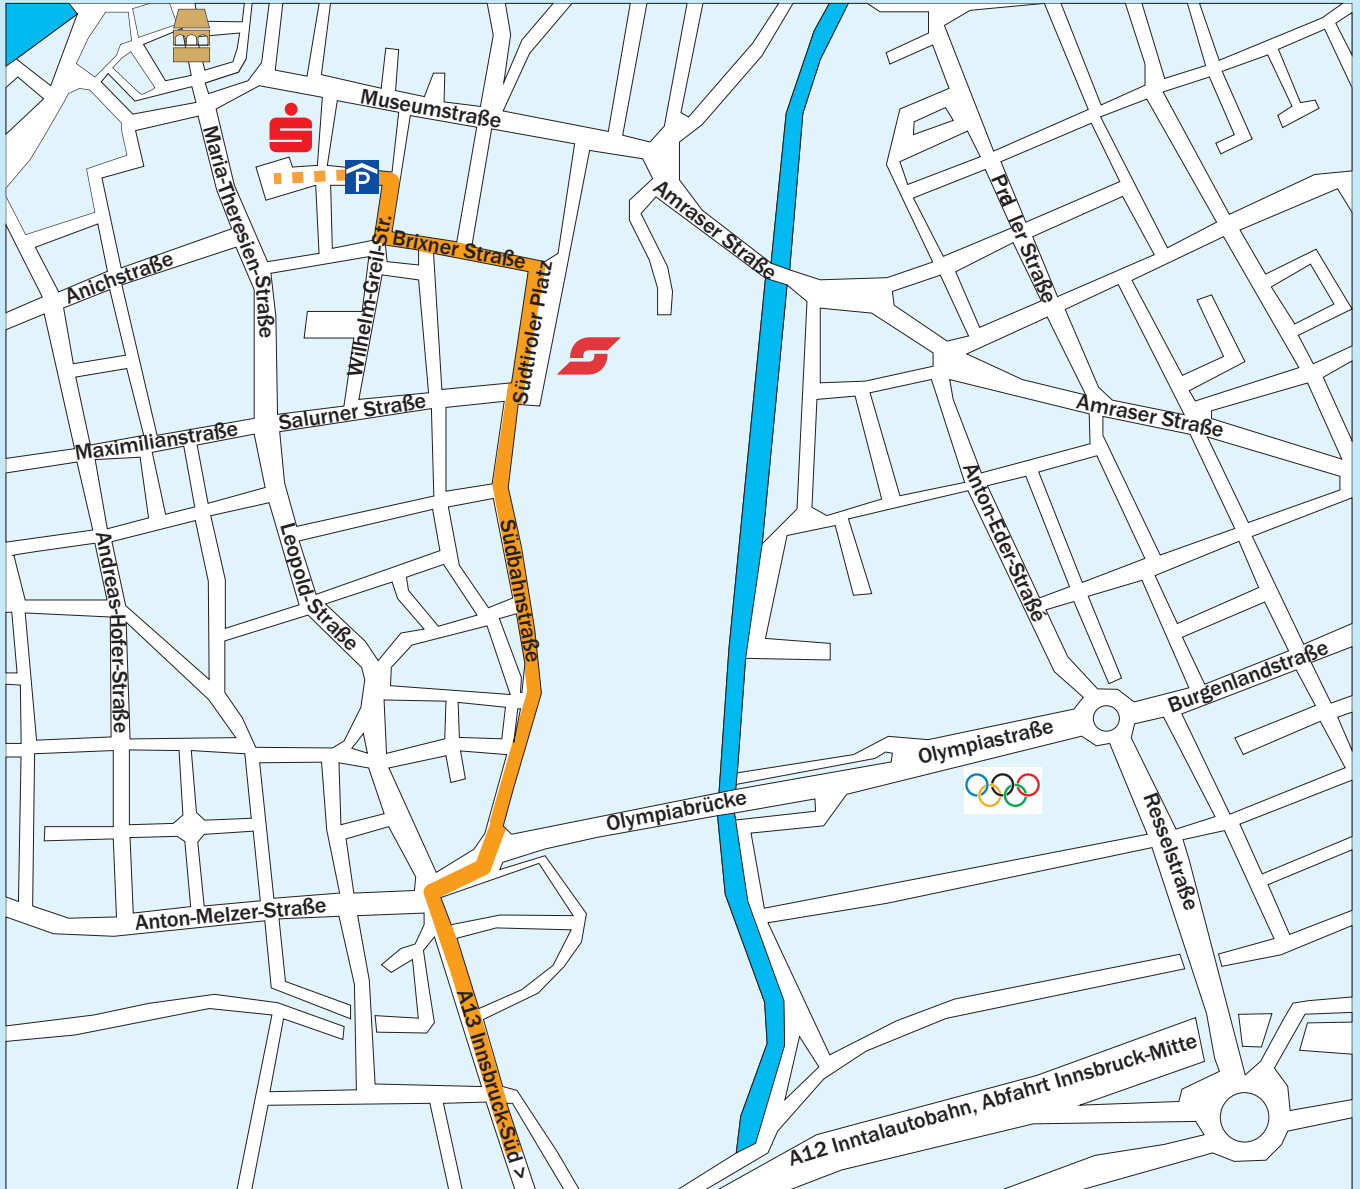 Museumstraße
Maria-Theresien-Straße
P
Amraser Straße
Brixner Straße
Wilhelm-Greil-Str.
Anichstraße
Südtiroler Platz
Prd ler Straße
Salurner Straße
Maximilianstraße
Amraser Straße
Anton-Eder-Straße
Leopold-Straße
Südbahnstraße
Andreas-Hofer-Straße
Burgenlandstraße
Olympiastraße
Olympiabrücke
Resselstraße
Anton-Melzer-Straße
A13 Innsbruck-Süd >
A12 Inntalautobahn, Abfahrt Innsbruck-Mitte